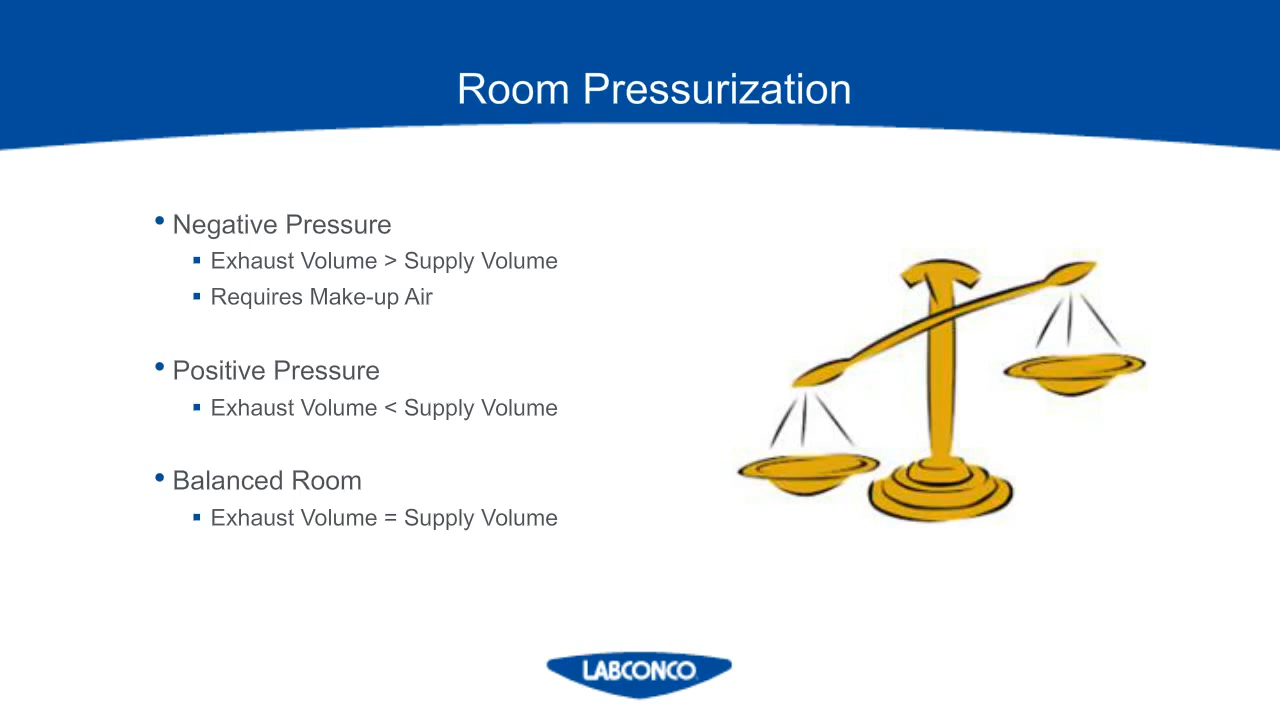 Room Pressurization
• Negative Pressure
▪ Exhaust Volume > Supply Volume
▪ Requires Make-up Air
• Positive Pressure
▪ Exhaust Volume < Supply Volume
• Balanced Room
▪ Exhaust Volume = Supply Volume
LABCONCO